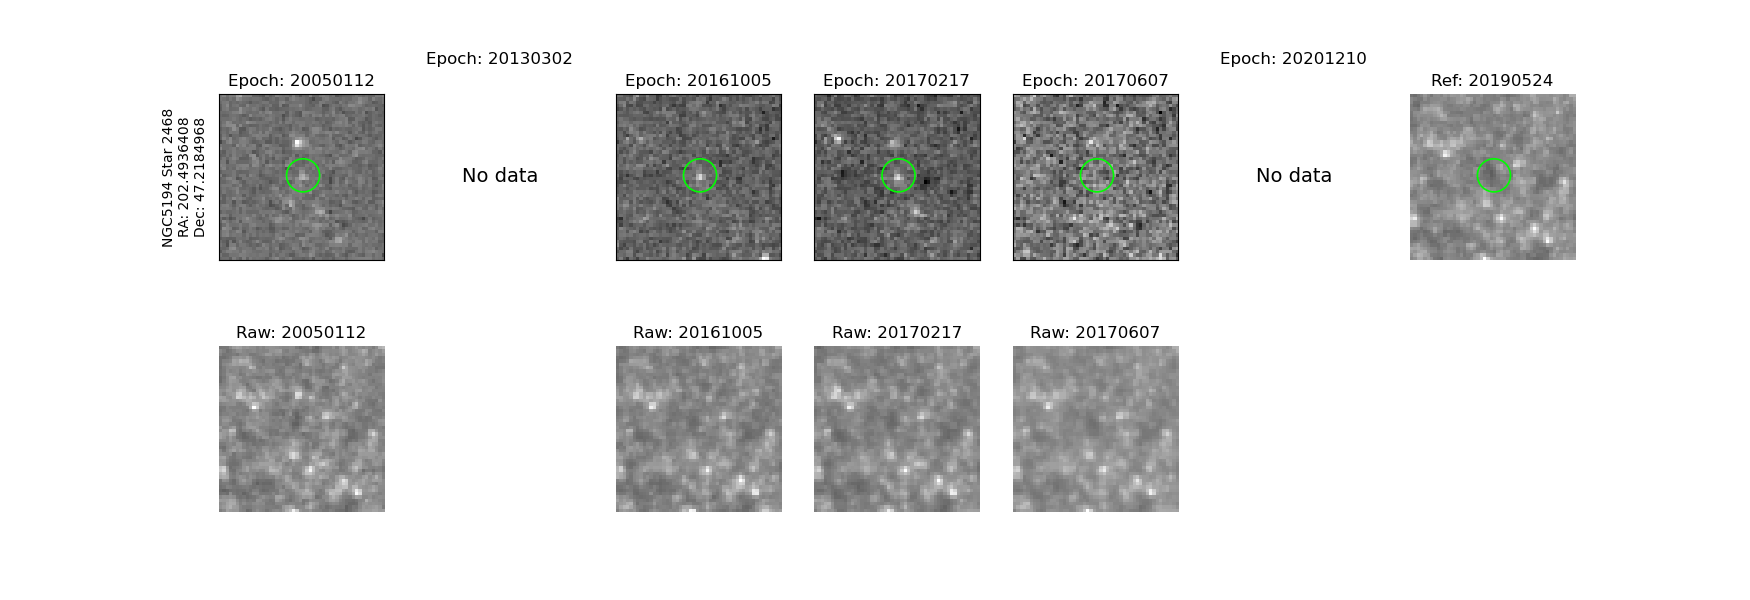 Epoch: 20130302
Epoch: 20201210
Epoch: 20050112
Epoch: 20161005
Epoch: 20170217
Epoch: 20170607
Ref: 20190524
NGC5194 Star 2468
RA: 202.4936408
Dec: 47.2184968
No data
No data
Raw: 20050112
Raw: 20161005
Raw: 20170217
Raw: 20170607